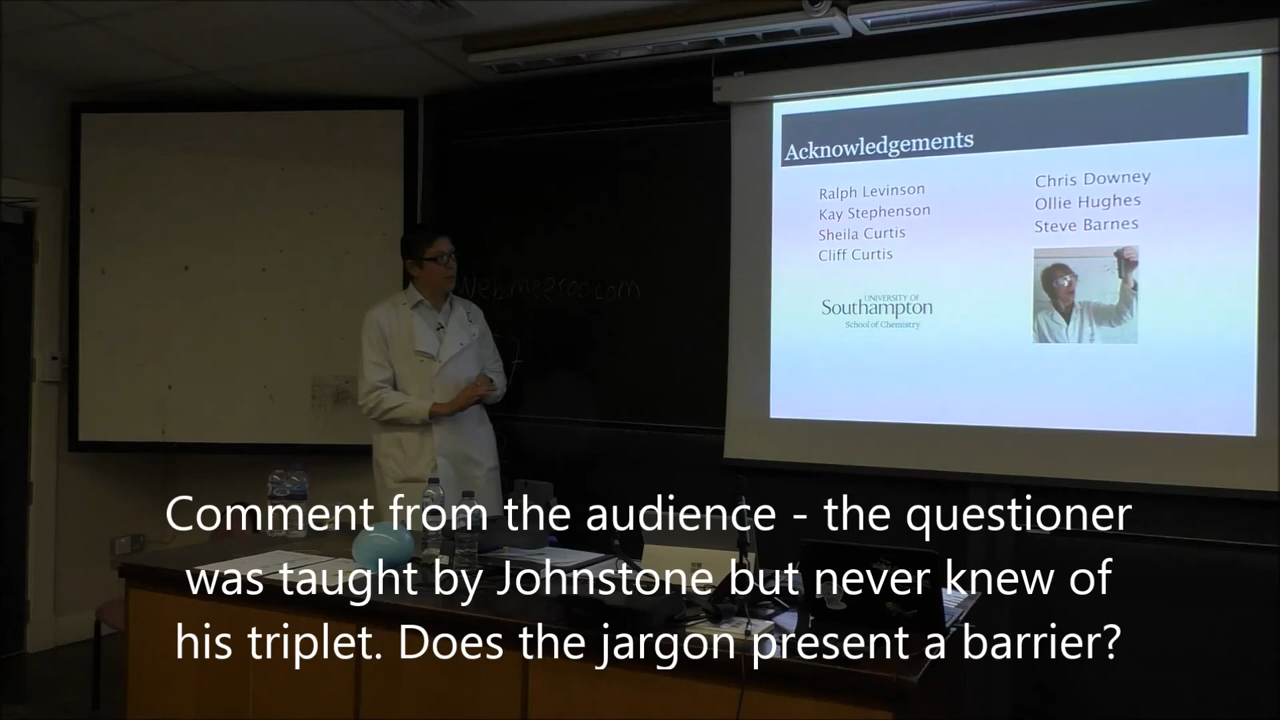 Acknowledgements
Ralph Levinson
Kay Stephenson
Sheila Curtis
Cliff Curtis
Chris Downey
Ollie Hughes
Steve Barnes
UNIVERSITY OF
Southampton
School of Chemistry
Comment from the audience - the questioner
was taught by Johnstone but never knew of
his triplet. Does the jargon present a barrier?